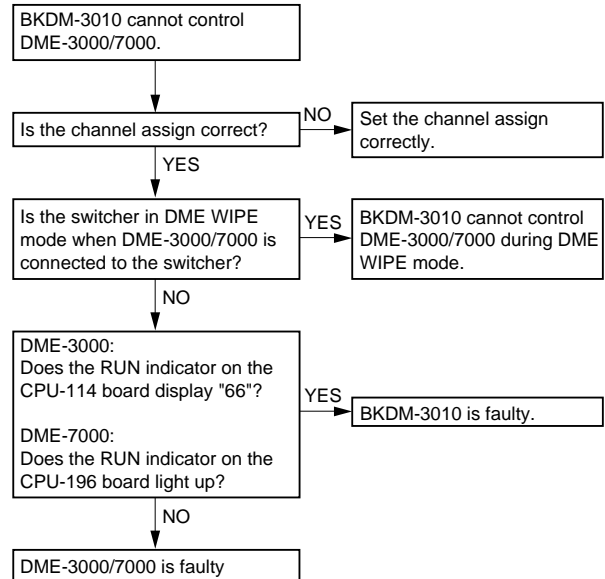 BKDM-3010 cannot control
DME-3000/7000.
Is the channel assign correct?
NO
Set the channel assign
correctly.
YES
Is the switcher in DME WIPE
mode when DME-3000/7000 is
connected to the switcher?
YES
BKDM-3010 cannot control
DME-3000/7000 during DME
WIPE mode.
NO
DME-3000:
Does the RUN indicator on the
CPU-114 board display "66"?
DME-7000:
Does the RUN indicator on the
CPU-196 board light up?
YES
BKDM-3010 is faulty.
NO
DME-3000/7000 is faulty